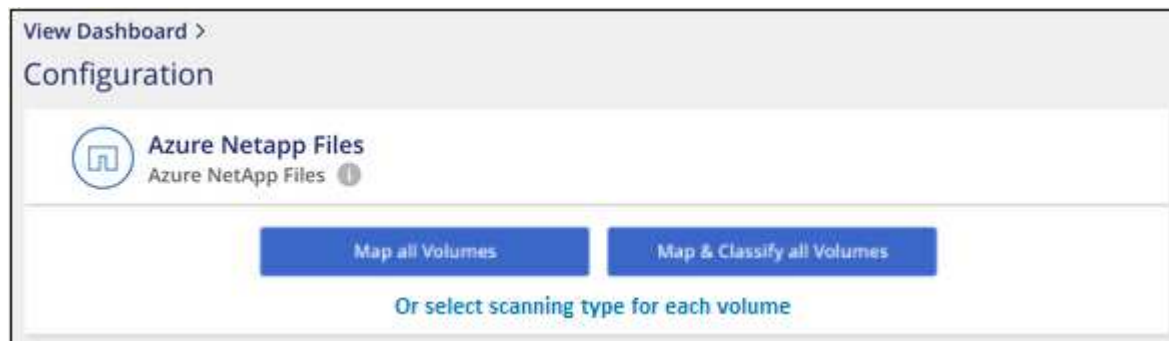 View Dashboard >
Configuration
Azure Netapp Files
Azure NetApp Files i
Map all Volumes
Map & Classify all Volumes
Or select scanning type for each volume